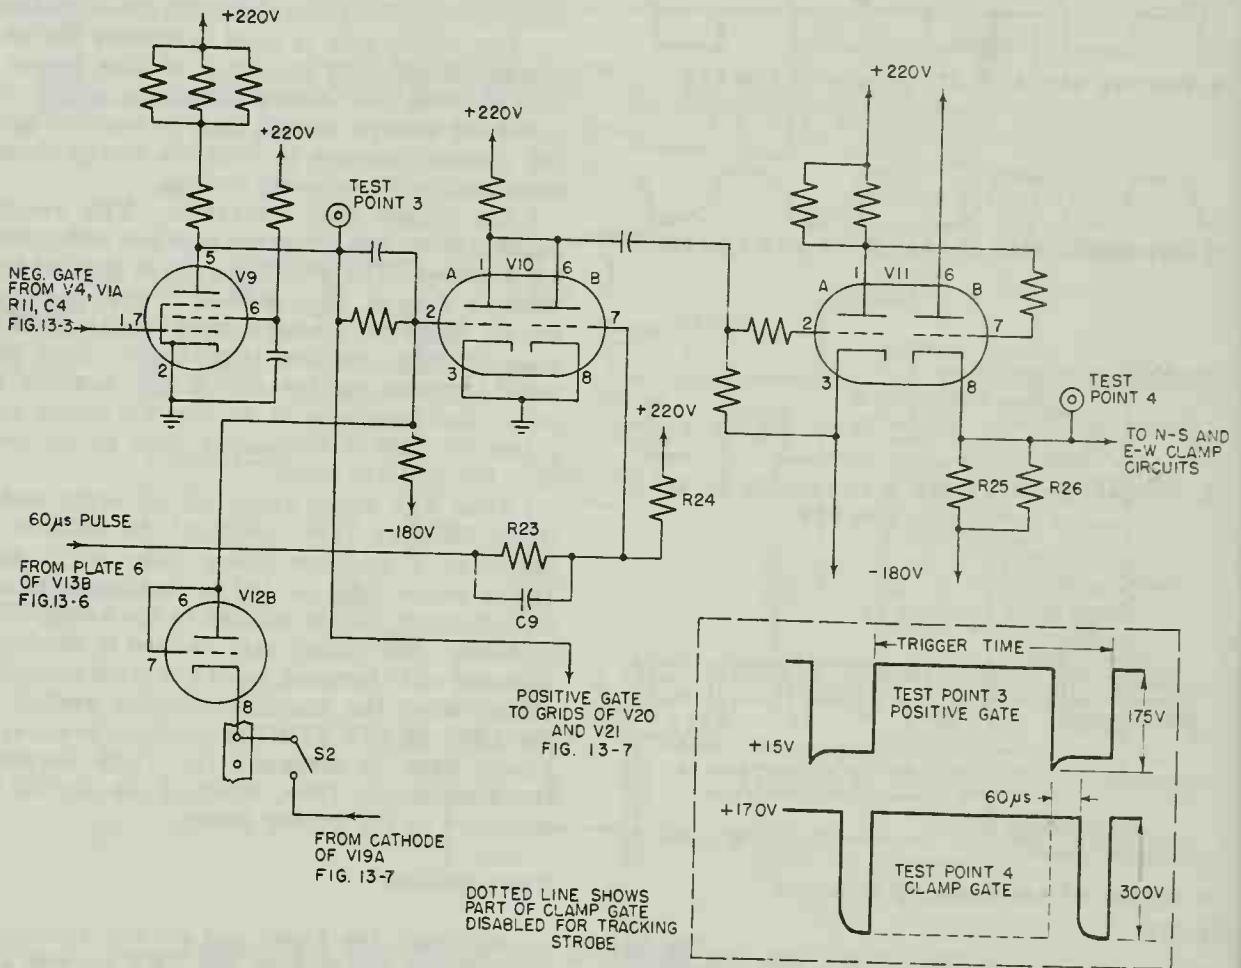 +220V
+220V
TEST
POINT 3
5
V9
6
1,7
2
NEG. GATE
FROM V4, V1A
R11, C4
FIG.13-3
+220V
A
1
V10
6
B
2
7
3
8
-180V
+220V
R24
+220V
A
1
V11
6
B
2
7
3
8
TEST
POINT 4
TO N-S AND
E-W CLAMP
CIRCUITS
R25
R26
-180V
60µs PULSE
FROM PLATE 6
OF V13B
FIG.13-6
R23
C9
6
V12B
7
8
S2
FROM CATHODE
OF V19A
FIG. 13-7
POSITIVE GATE
TO GRIDS OF V20
AND V21
FIG. 13-7
DOTTED LINE SHOWS
PART OF CLAMP GATE
DISABLED FOR TRACKING
STROBE
TRIGGER TIME
TEST POINT 3
POSITIVE GATE
175V
+15V
60µs
+170V
TEST POINT 4
CLAMP GATE
300V